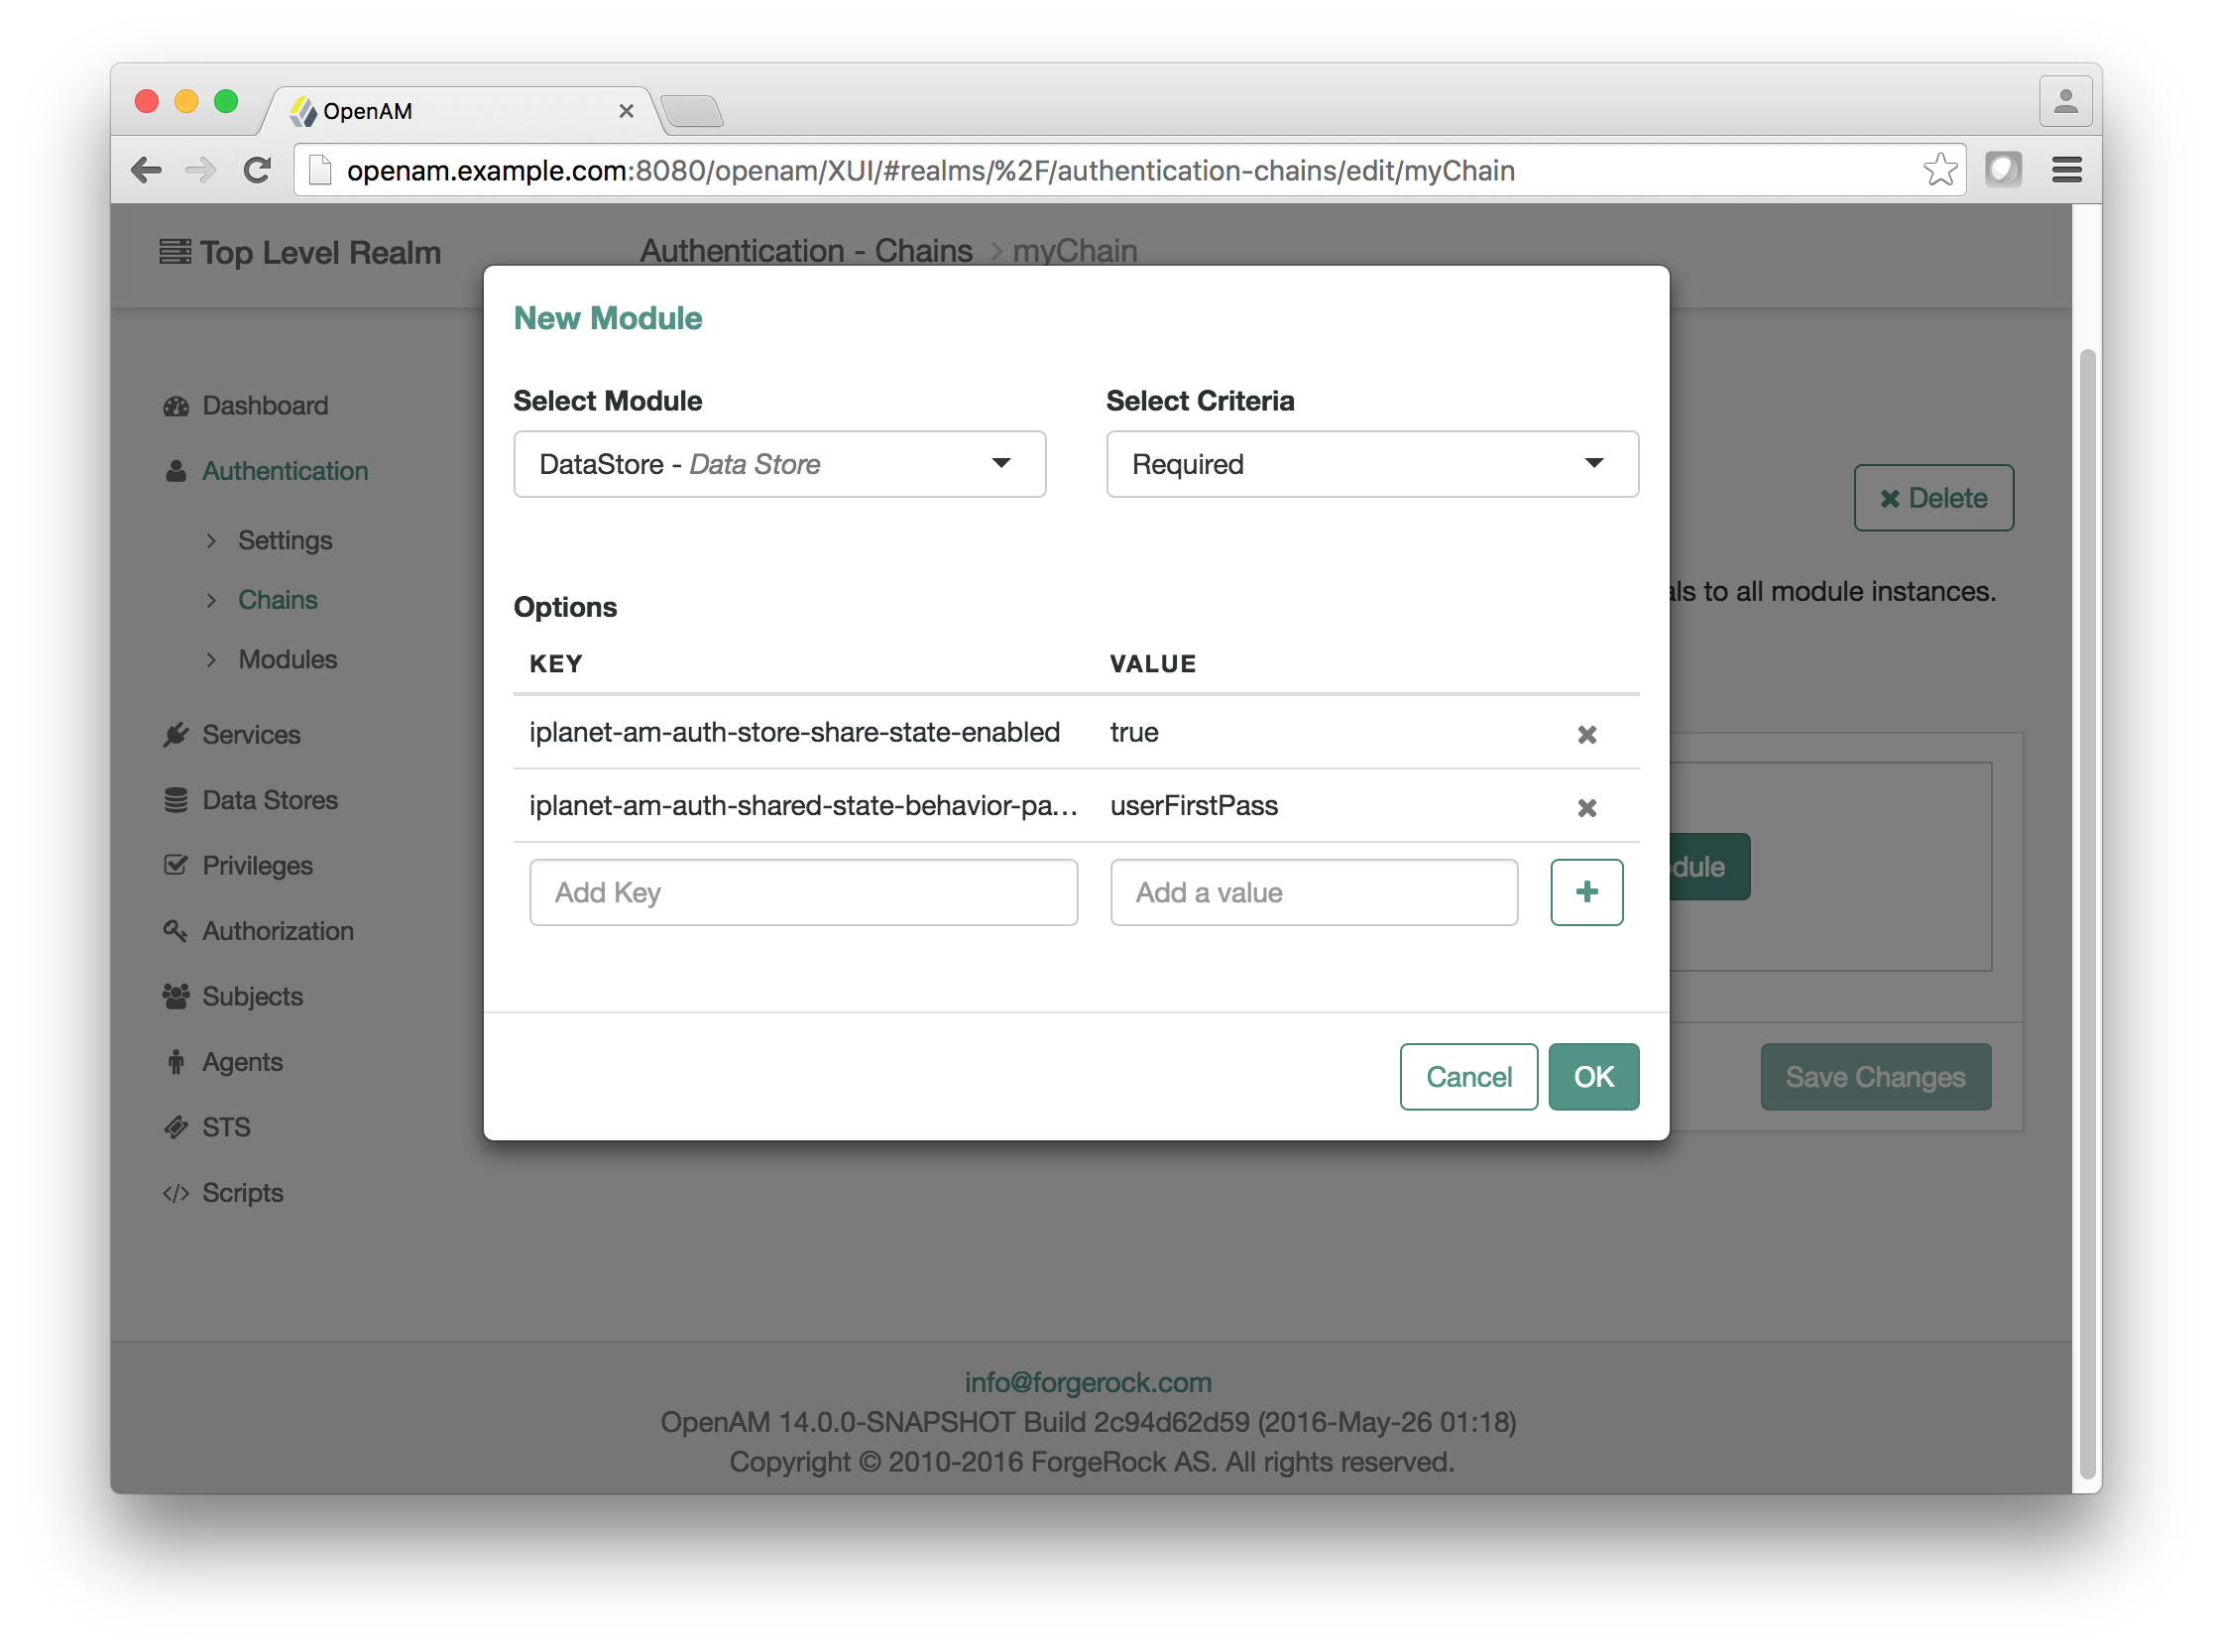 OpenAM
openam.example.com:8080/openam/XUI/#realms/%2F/authentication-chains/edit/myChain
Top Level Realm
Authentication - Chains > myChain
New Module
Select Module
Select Criteria
DataStore - Data Store
Required
Dashboard
Authentication
Settings
Chains
Modules
Services
Data Stores
Privileges
Authorization
Subjects
Agents
STS
Scripts
Delete
als to all module instances.
Options
KEY VALUE
iplanet-am-auth-store-share-state-enabled true
iplanet-am-auth-shared-state-behavior-pa... userFirstPass
Add Key Add a value
dule
Cancel OK
Save Changes
info@forgerock.com
OpenAM 14.0.0-SNAPSHOT Build 2c94d62d59 (2016-May-26 01:18)
Copyright © 2010-2016 ForgeRock AS. All rights reserved.